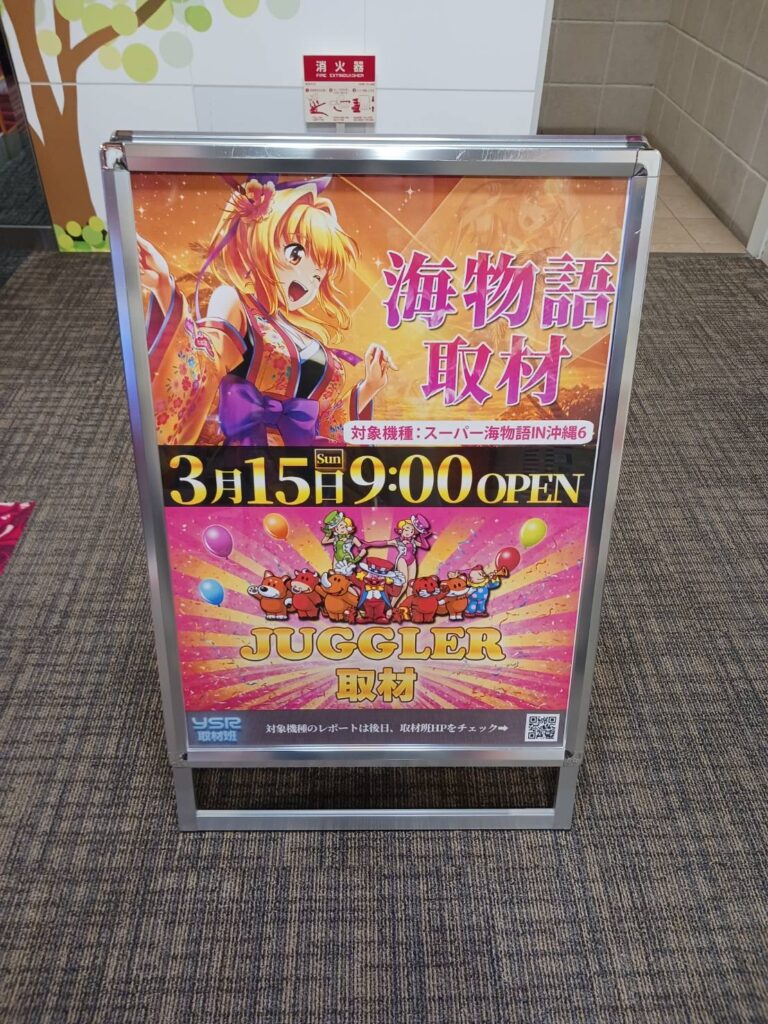 消火器
FIRE EXTINGUISHER
海物語
取材
対象機種：スーパー海物語IN沖縄6
3月15日 Sun 9:00 OPEN
JUGGLER
取材
YSR
取材班
対象機種のレポートは後日、取材班HPをチェック➡